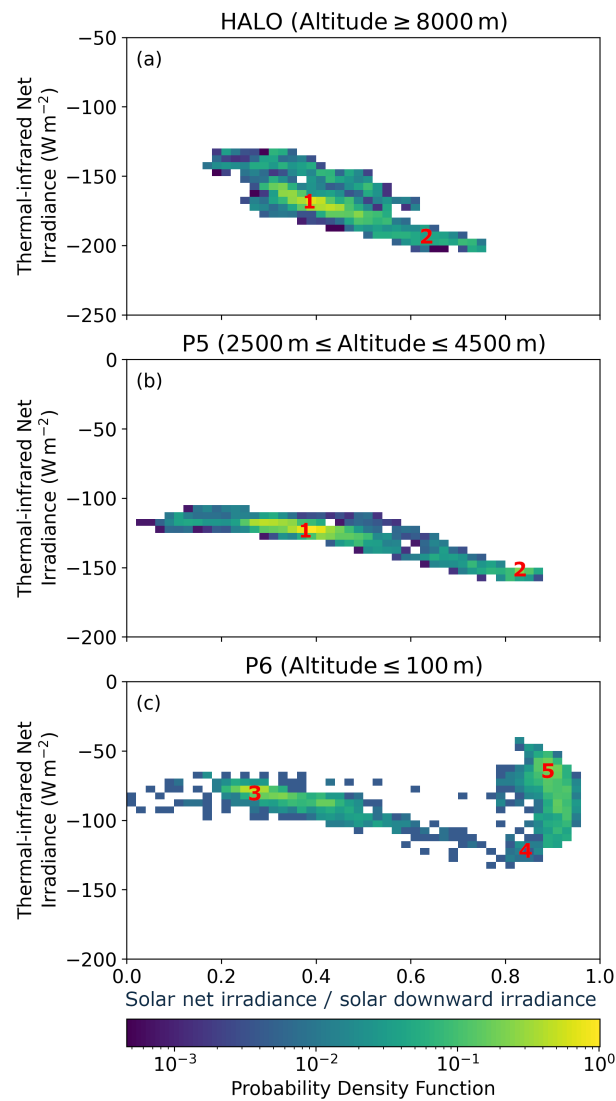 HALO (Altitude ≥ 8000 m)
(a)
Thermal-infrared Net
Irradiance (W m⁻²)
−50
−100
−150
−200
−250
1
2
P5 (2500 m ≤ Altitude ≤ 4500 m)
(b)
Thermal-infrared Net
Irradiance (W m⁻²)
0
−50
−100
−150
−200
1
2
P6 (Altitude ≤ 100 m)
(c)
Thermal-infrared Net
Irradiance (W m⁻²)
0
−50
−100
−150
−200
3
5
4
0.0 0.2 0.4 0.6 0.8 1.0
Solar net irradiance / solar downward irradiance
10⁻³ 10⁻² 10⁻¹ 10⁰
Probability Density Function